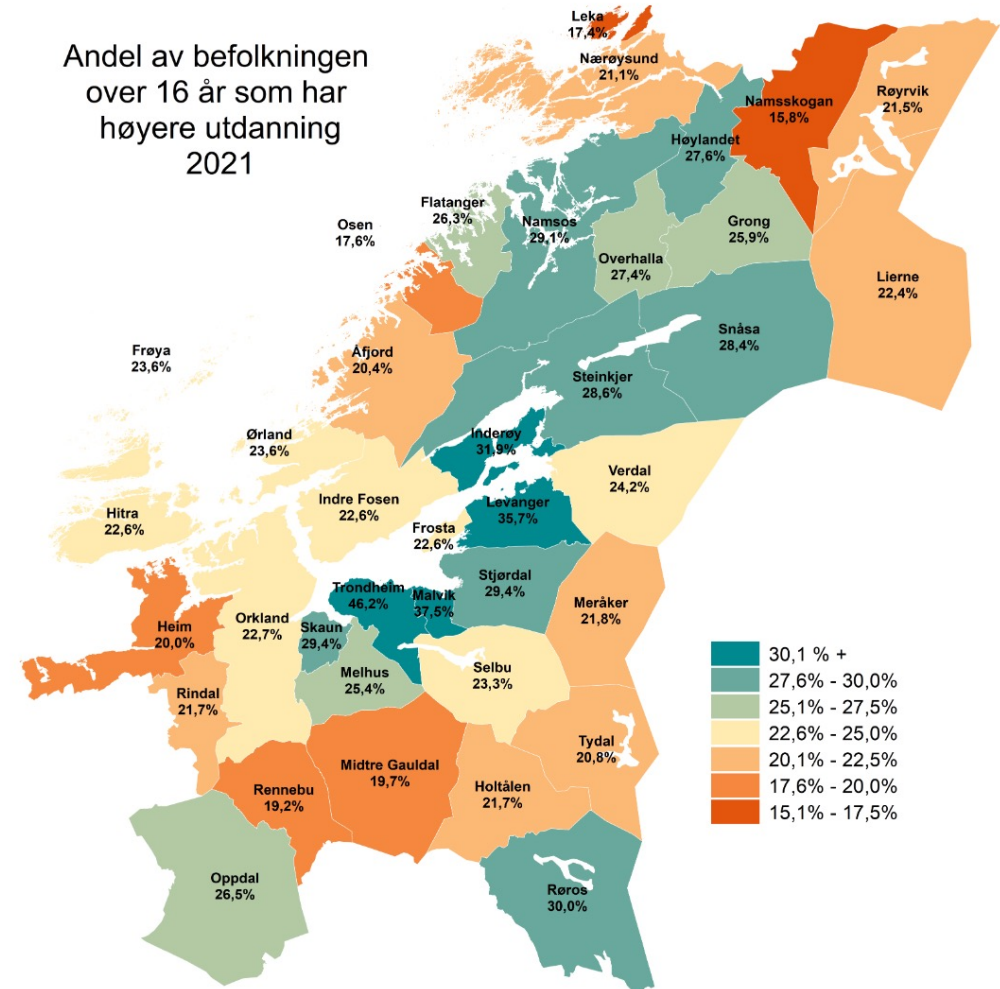 Andel av befolkningen
over 16 år som har
høyere utdanning
2021
Leka
17,4%
Nærøysund
21,1%
Namsskogan
15,8%
Røyrvik
21,5%
Høylandet
27,6%
Flatanger
26,3%
Osen
17,6%
Namsos
29,1%
Grong
25,9%
Overhalla
27,4%
Lierne
22,4%
Snåsa
28,4%
Frøya
23,6%
Åfjord
20,4%
Steinkjer
28,6%
Ørland
23,6%
Inderøy
31,9%
Verdal
24,2%
Hitra
22,6%
Indre Fosen
22,6%
Levanger
35,7%
Frosta
22,6%
Stjørdal
29,4%
Trondheim
46,2%
Malvik
37,5%
Meråker
21,8%
Heim
20,0%
Orkland
22,7%
Skaun
29,4%
Melhus
25,4%
Selbu
23,3%
Rindal
21,7%
Tydal
20,8%
Midtre Gauldal
19,7%
Rennebu
19,2%
Holtålen
21,7%
Oppdal
26,5%
Røros
30,0%
30,1 % +
27,6% - 30,0%
25,1% - 27,5%
22,6% - 25,0%
20,1% - 22,5%
17,6% - 20,0%
15,1% - 17,5%